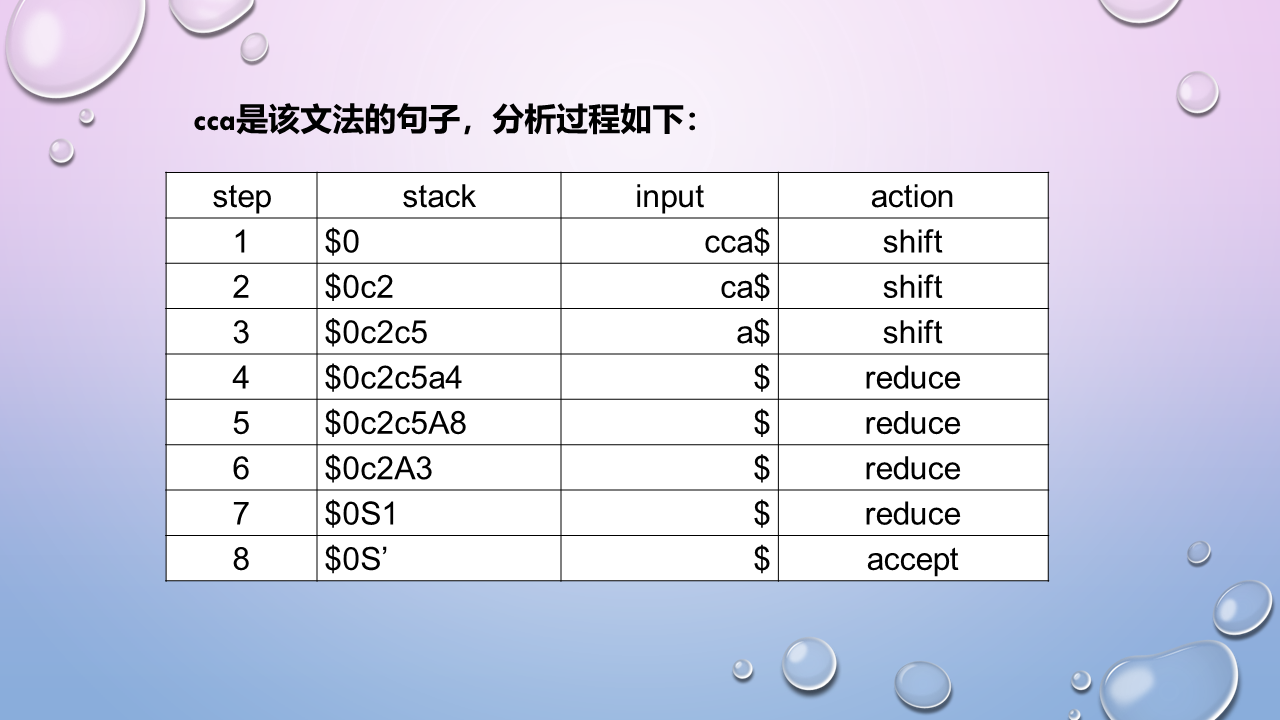 cca是该文法的句子，分析过程如下：
step stack input action
1 $0 cca$ shift
2 $0c2 ca$ shift
3 $0c2c5 a$ shift
4 $0c2c5a4 $ reduce
5 $0c2c5A8 $ reduce
6 $0c2A3 $ reduce
7 $0S1 $ reduce
8 $0S’ $ accept